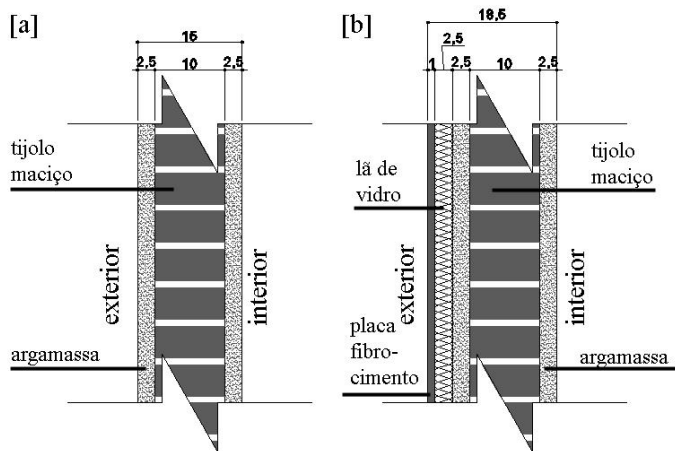 [a]
15
2,5 10 2,5
tijolo
maciço
exterior
interior
argamassa
[b]
18,5
2,5
1 2,5 10 2,5
lã de
vidro
tijolo
maciço
exterior
interior
placa
fibro-
cimento
argamassa